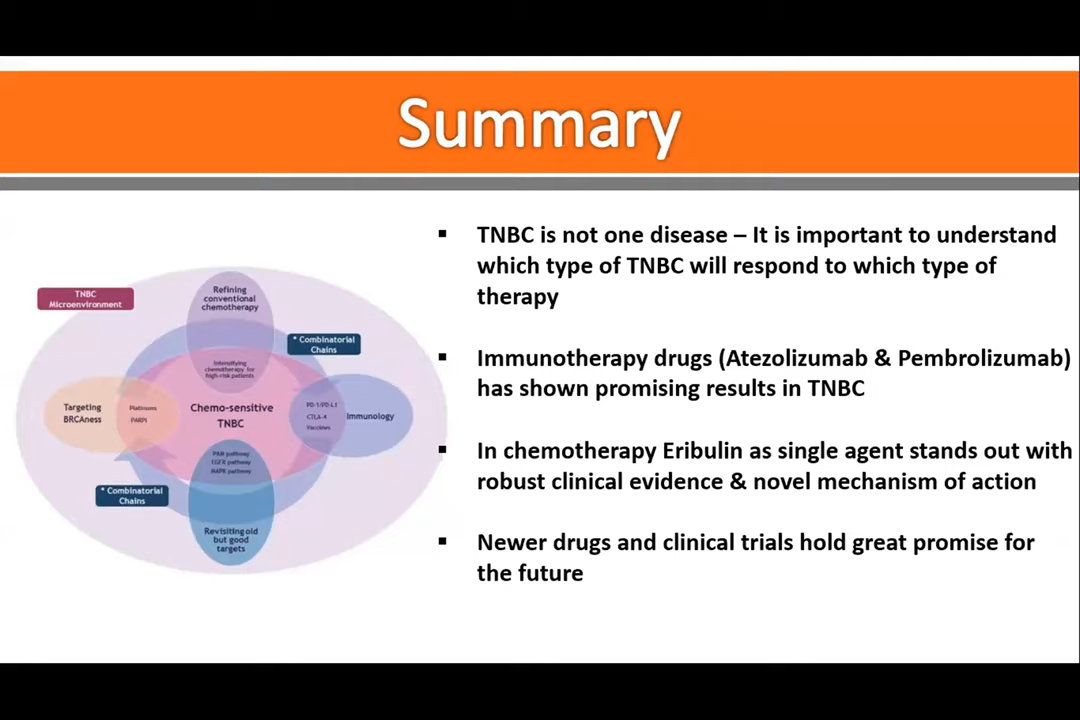 Summary
TNBC
Microenvironment
Refining
conventional
chemotherapy
* Combinatorial
Chains
Intensifying
chemotherapy for
high-risk patients
Targeting
BRCAness
Platinums
PARPi
Chemo-sensitive
TNBC
PD-1/PD-L1
CTLA-4
Vaccines
Immunology
PAM pathway
EGFR pathway
MAPK pathway
* Combinatorial
Chains
Revisiting old
but good
targets
▪ TNBC is not one disease – It is important to understand
which type of TNBC will respond to which type of
therapy
▪ Immunotherapy drugs (Atezolizumab & Pembrolizumab)
has shown promising results in TNBC
▪ In chemotherapy Eribulin as single agent stands out with
robust clinical evidence & novel mechanism of action
▪ Newer drugs and clinical trials hold great promise for
the future